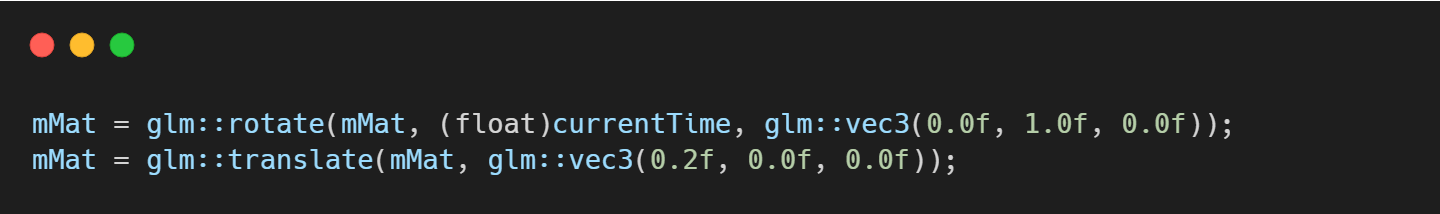 mMat = glm::rotate(mMat, (float)currentTime, glm::vec3(0.0f, 1.0f, 0.0f));
mMat = glm::translate(mMat, glm::vec3(0.2f, 0.0f, 0.0f));